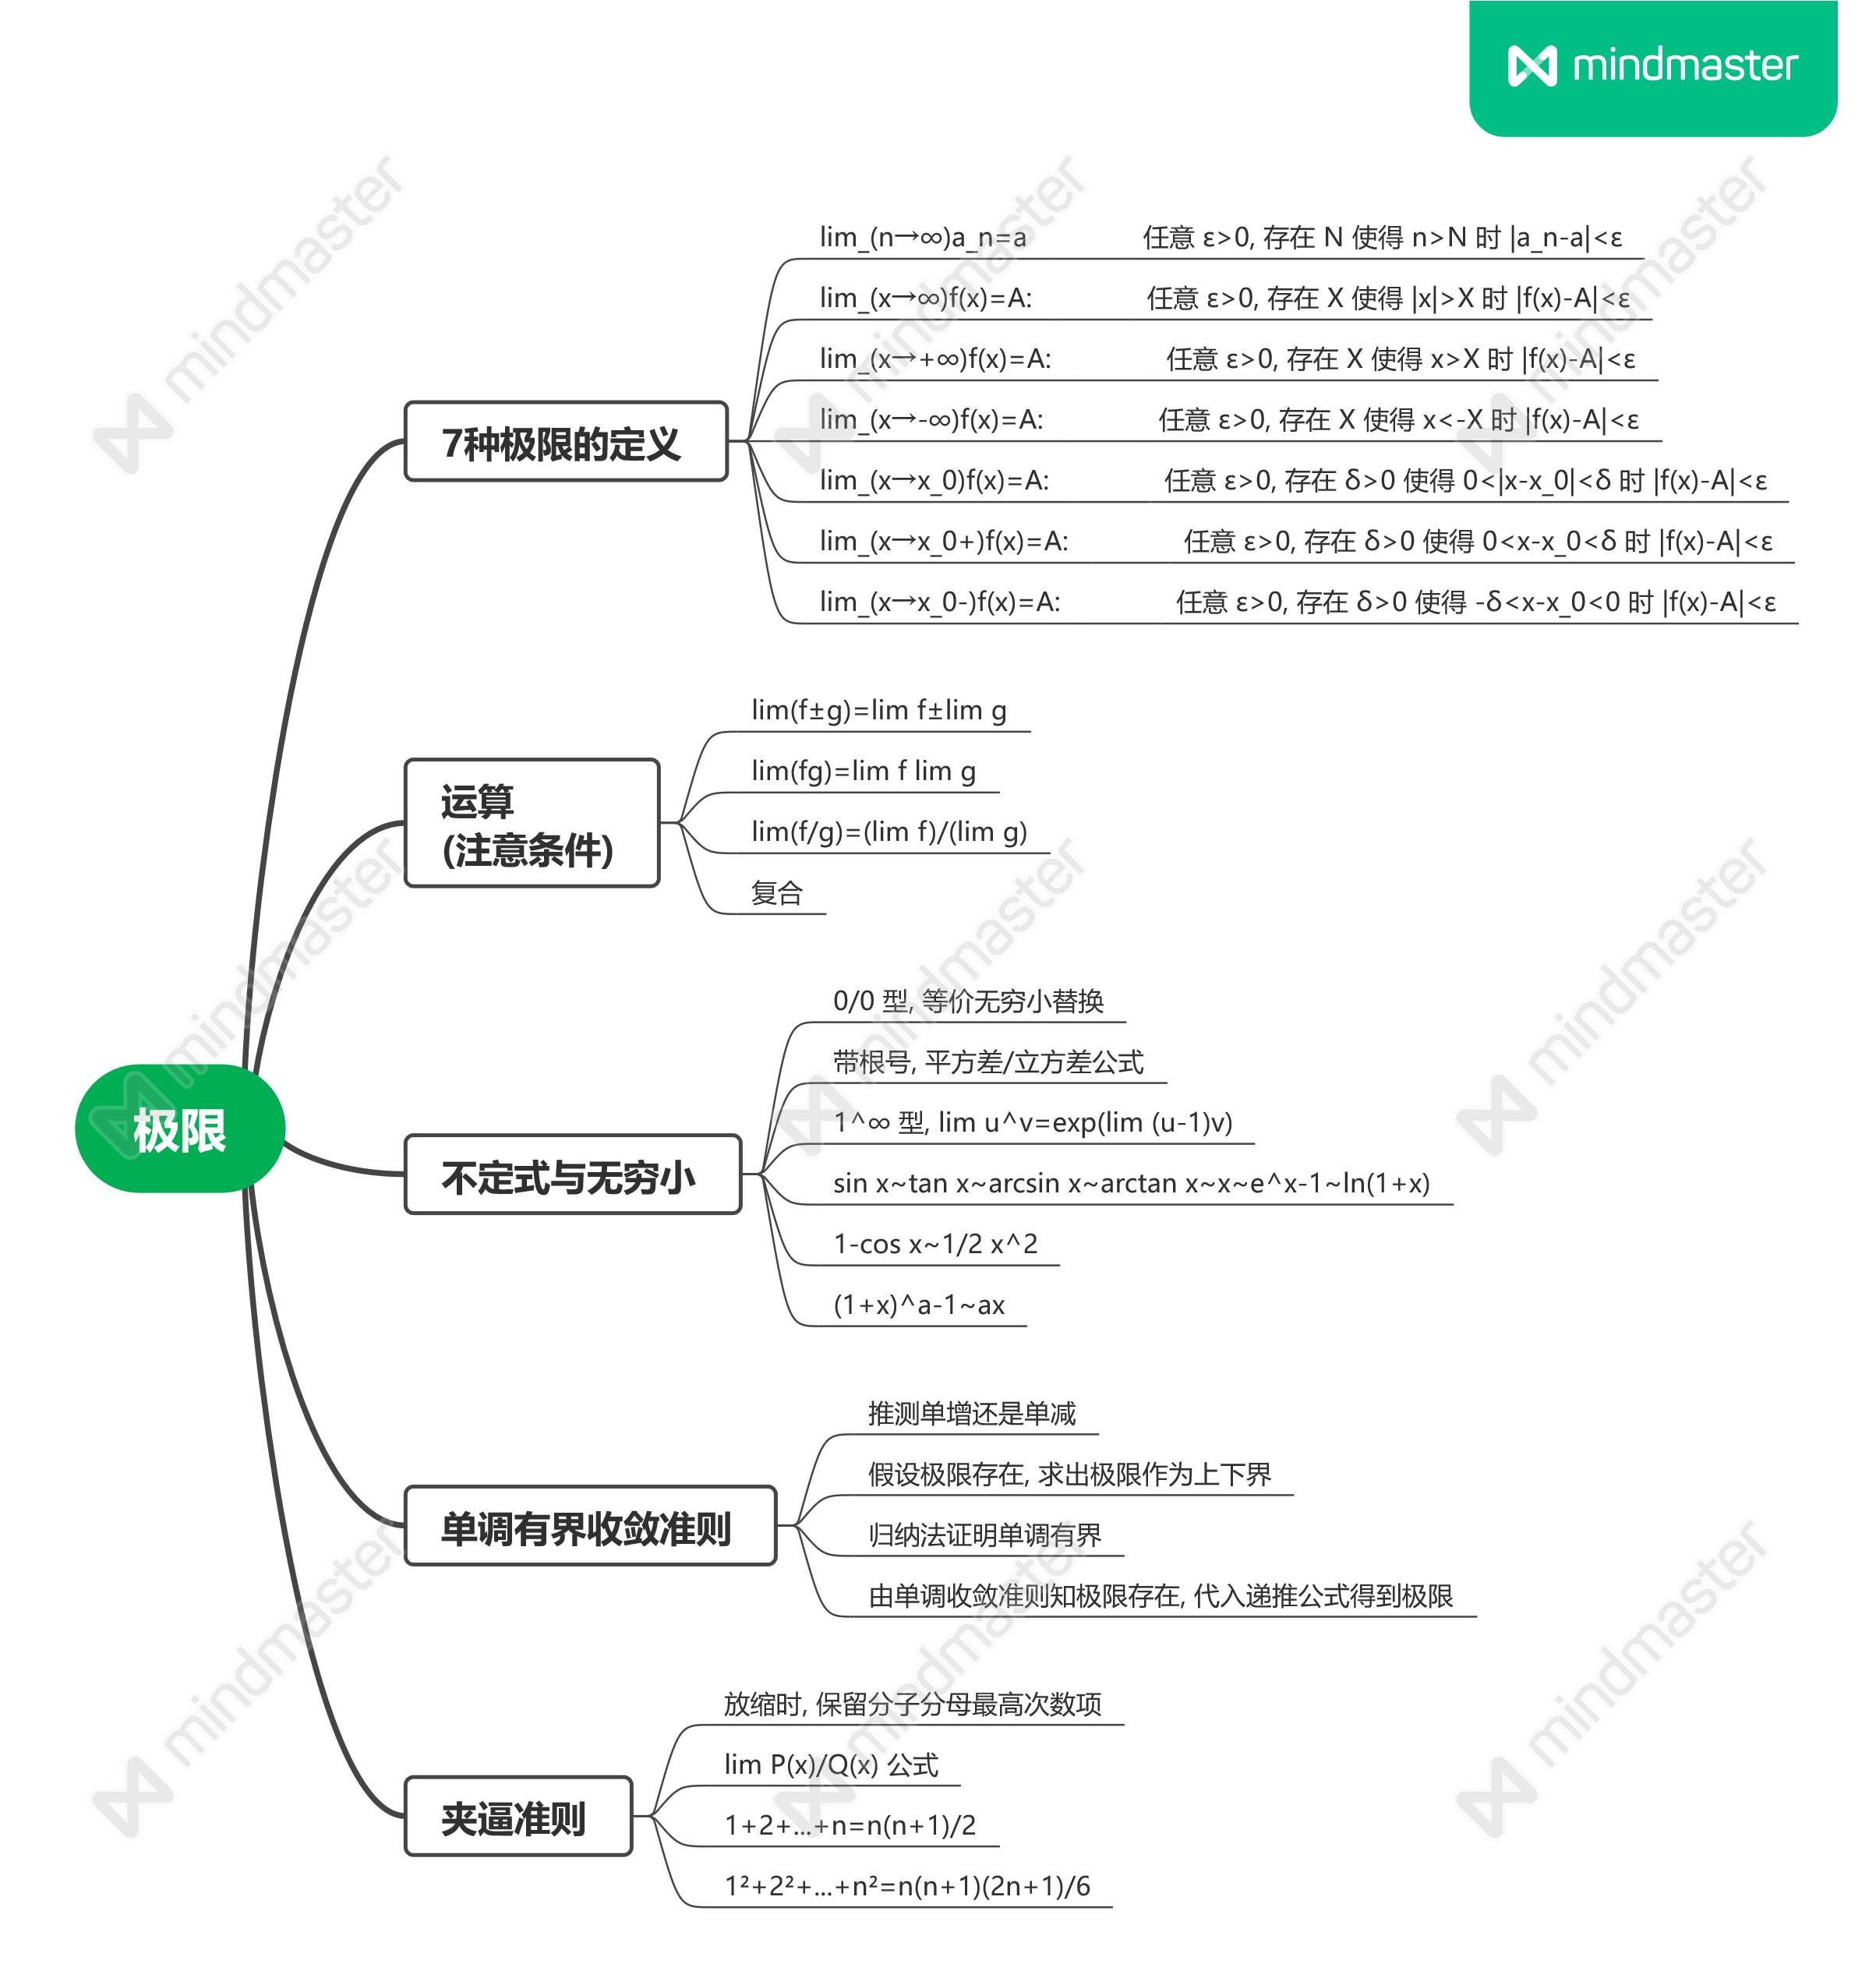 mindmaster
极限
7种极限的定义
lim_(n→∞)a_n=a 任意 ε>0, 存在 N 使得 n>N 时 |a_n-a|<ε
lim_(x→∞)f(x)=A: 任意 ε>0, 存在 X 使得 |x|>X 时 |f(x)-A|<ε
lim_(x→+∞)f(x)=A: 任意 ε>0, 存在 X 使得 x>X 时 |f(x)-A|<ε
lim_(x→-∞)f(x)=A: 任意 ε>0, 存在 X 使得 x<-X 时 |f(x)-A|<ε
lim_(x→x_0)f(x)=A: 任意 ε>0, 存在 δ>0 使得 0<|x-x_0|<δ 时 |f(x)-A|<ε
lim_(x→x_0+)f(x)=A: 任意 ε>0, 存在 δ>0 使得 0<x-x_0<δ 时 |f(x)-A|<ε
lim_(x→x_0-)f(x)=A: 任意 ε>0, 存在 δ>0 使得 -δ<x-x_0<0 时 |f(x)-A|<ε
运算
(注意条件)
lim(f±g)=lim f±lim g
lim(fg)=lim f lim g
lim(f/g)=(lim f)/(lim g)
复合
不定式与无穷小
0/0 型, 等价无穷小替换
带根号, 平方差/立方差公式
1^∞ 型, lim u^v=exp(lim (u-1)v)
sin x~tan x~arcsin x~arctan x~x~e^x-1~ln(1+x)
1-cos x~1/2 x^2
(1+x)^a-1~ax
单调有界收敛准则
推测单增还是单减
假设极限存在, 求出极限作为上下界
归纳法证明单调有界
由单调收敛准则知极限存在, 代入递推公式得到极限
夹逼准则
放缩时, 保留分子分母最高次数项
lim P(x)/Q(x) 公式
1+2+...+n=n(n+1)/2
1²+2²+...+n²=n(n+1)(2n+1)/6
mindmaster
mindmaster
mindmaster
mindmaster
mindmaster
mindmaster
mindmaster
mindmaster
mindmaster